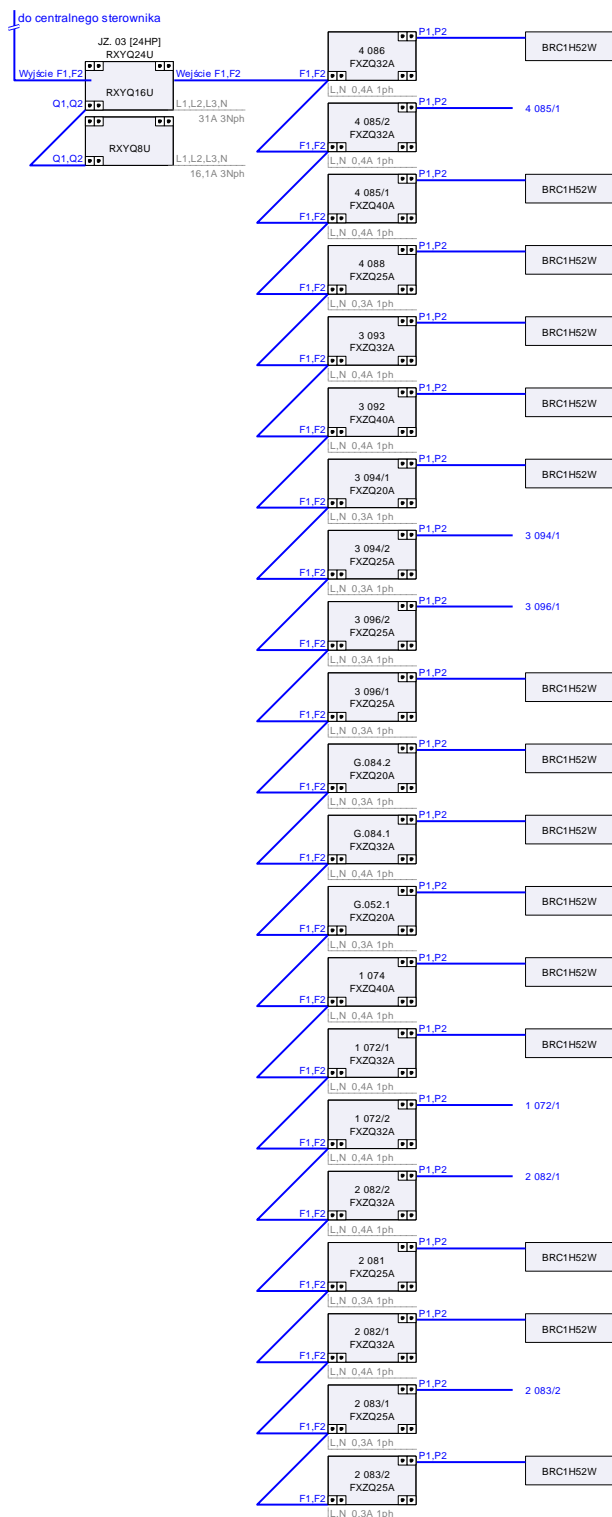 do centralnego sterownika
JZ. 03 [24HP]
RXYQ24U
Wyjście F1,F2
Wejście F1,F2
RXYQ16U
Q1,Q2
L1,L2,L3,N
31A 3Nph
RXYQ8U
Q1,Q2
L1,L2,L3,N
16,1A 3Nph
P1,P2
4 086
FXZQ32A
BRC1H52W
F1,F2
L,N 0,4A 1ph
P1,P2
4 085/2
FXZQ32A
4 085/1
F1,F2
L,N 0,4A 1ph
P1,P2
4 085/1
FXZQ40A
BRC1H52W
F1,F2
L,N 0,4A 1ph
P1,P2
4 088
FXZQ25A
BRC1H52W
F1,F2
L,N 0,3A 1ph
P1,P2
3 093
FXZQ32A
BRC1H52W
F1,F2
L,N 0,4A 1ph
P1,P2
3 092
FXZQ40A
BRC1H52W
F1,F2
L,N 0,4A 1ph
P1,P2
3 094/1
FXZQ20A
BRC1H52W
F1,F2
L,N 0,3A 1ph
P1,P2
3 094/2
FXZQ25A
3 094/1
F1,F2
L,N 0,3A 1ph
P1,P2
3 096/2
FXZQ25A
3 096/1
F1,F2
L,N 0,3A 1ph
P1,P2
3 096/1
FXZQ25A
BRC1H52W
F1,F2
L,N 0,3A 1ph
P1,P2
G.084.2
FXZQ20A
BRC1H52W
F1,F2
L,N 0,3A 1ph
P1,P2
G.084.1
FXZQ32A
BRC1H52W
F1,F2
L,N 0,4A 1ph
P1,P2
G.052.1
FXZQ20A
BRC1H52W
F1,F2
L,N 0,3A 1ph
P1,P2
1 074
FXZQ40A
BRC1H52W
F1,F2
L,N 0,4A 1ph
P1,P2
1 072/1
FXZQ32A
BRC1H52W
F1,F2
L,N 0,4A 1ph
P1,P2
1 072/2
FXZQ32A
1 072/1
F1,F2
L,N 0,4A 1ph
P1,P2
2 082/2
FXZQ32A
2 082/1
F1,F2
L,N 0,4A 1ph
P1,P2
2 081
FXZQ25A
BRC1H52W
F1,F2
L,N 0,3A 1ph
P1,P2
2 082/1
FXZQ32A
BRC1H52W
F1,F2
L,N 0,4A 1ph
P1,P2
2 083/1
FXZQ25A
2 083/2
F1,F2
L,N 0,3A 1ph
P1,P2
2 083/2
FXZQ25A
BRC1H52W
F1,F2
L,N 0,3A 1ph